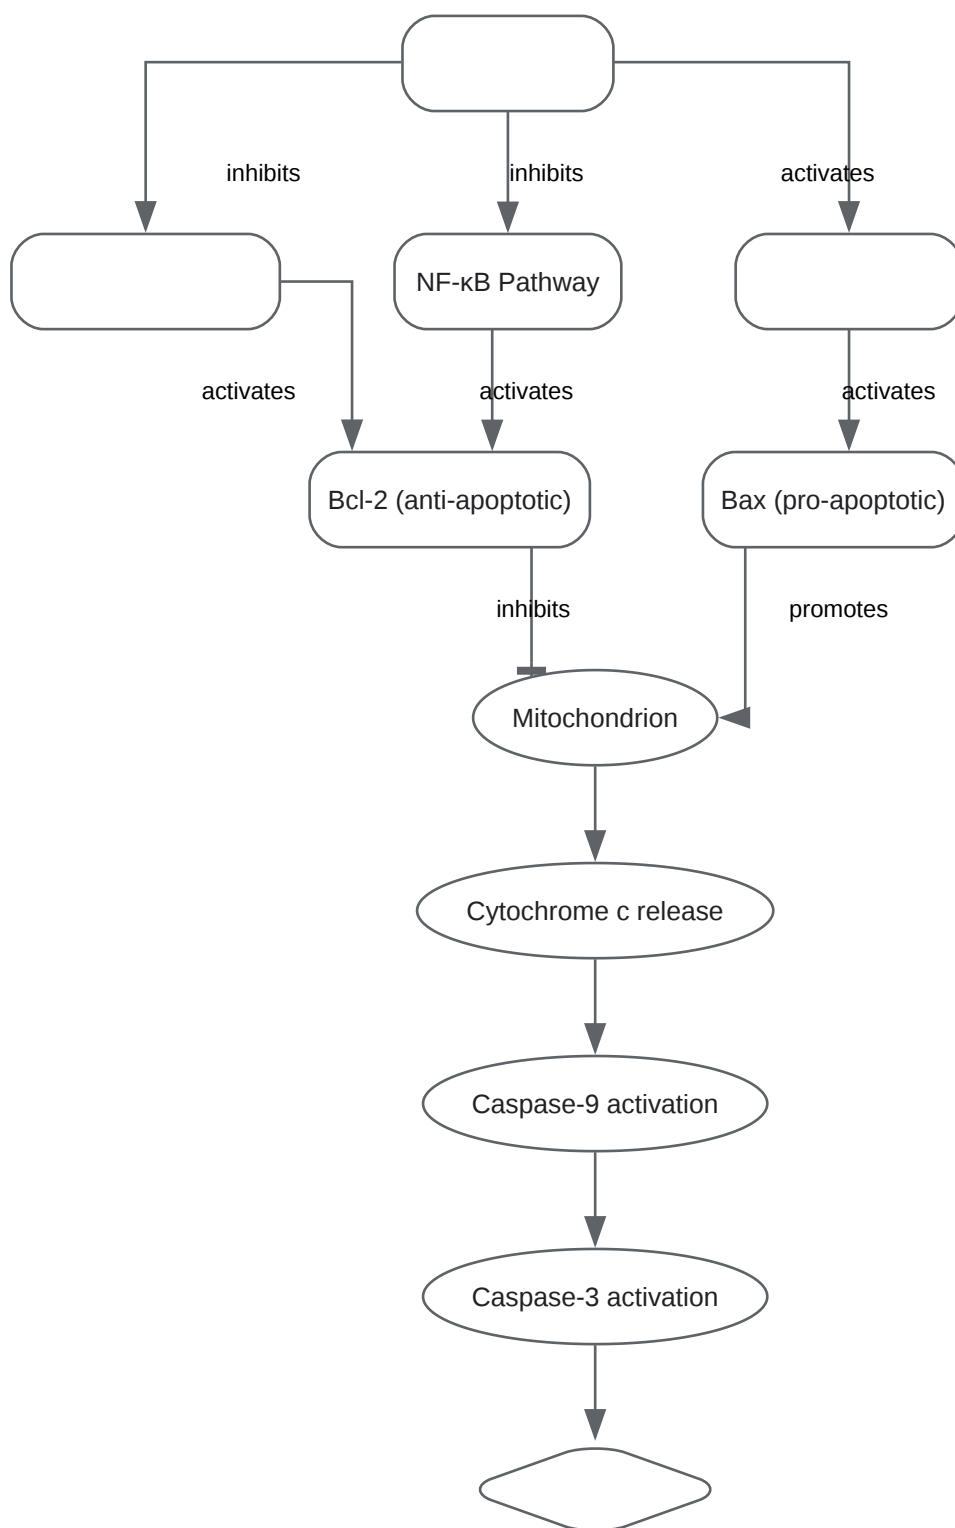 inhibits
inhibits
activates
NF-κB Pathway
activates
activates
activates
Bcl-2 (anti-apoptotic)
Bax (pro-apoptotic)
inhibits
promotes
Mitochondrion
Cytochrome c release
Caspase-9 activation
Caspase-3 activation